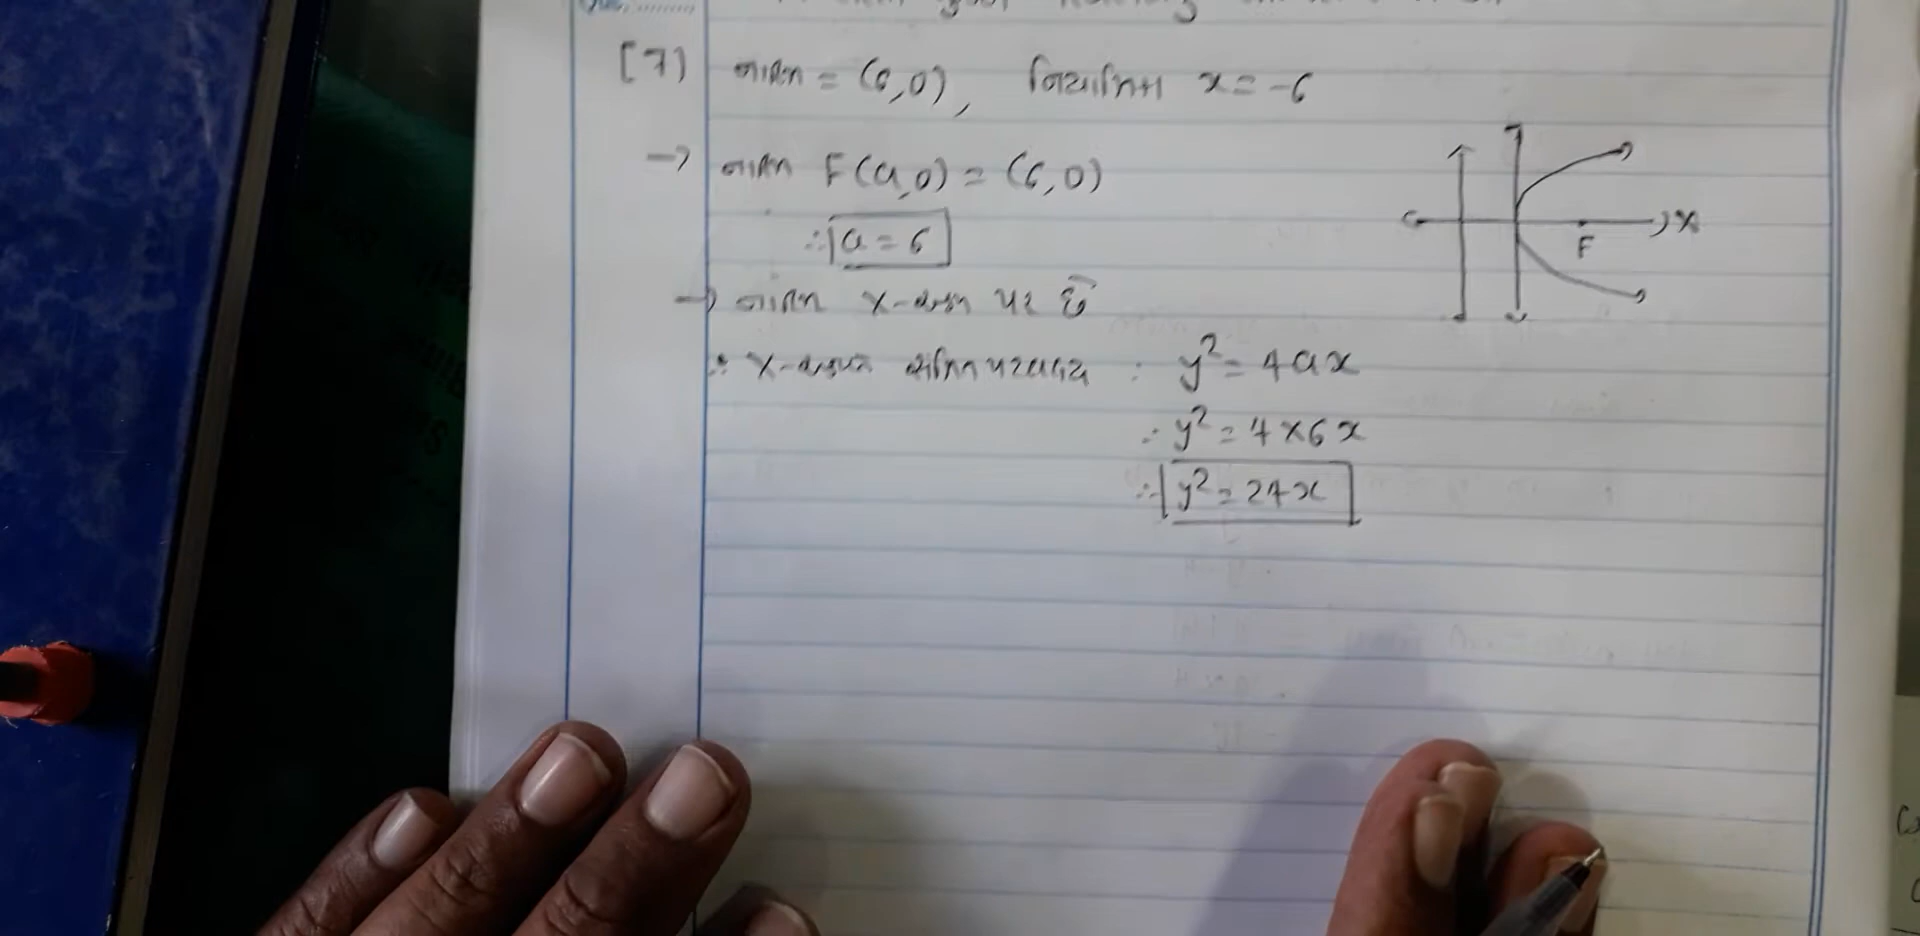 [7) નાભિ = (6,0), નિયામિકા x = -6
→ નાભિ F(a,0) = (6,0)
∴ a = 6
→ નાભિ x-અક્ષ પર છે
x
F
∴ x-અક્ષને પરવલય : y² = 4ax
∴ y² = 4×6x
∴ y² = 24x